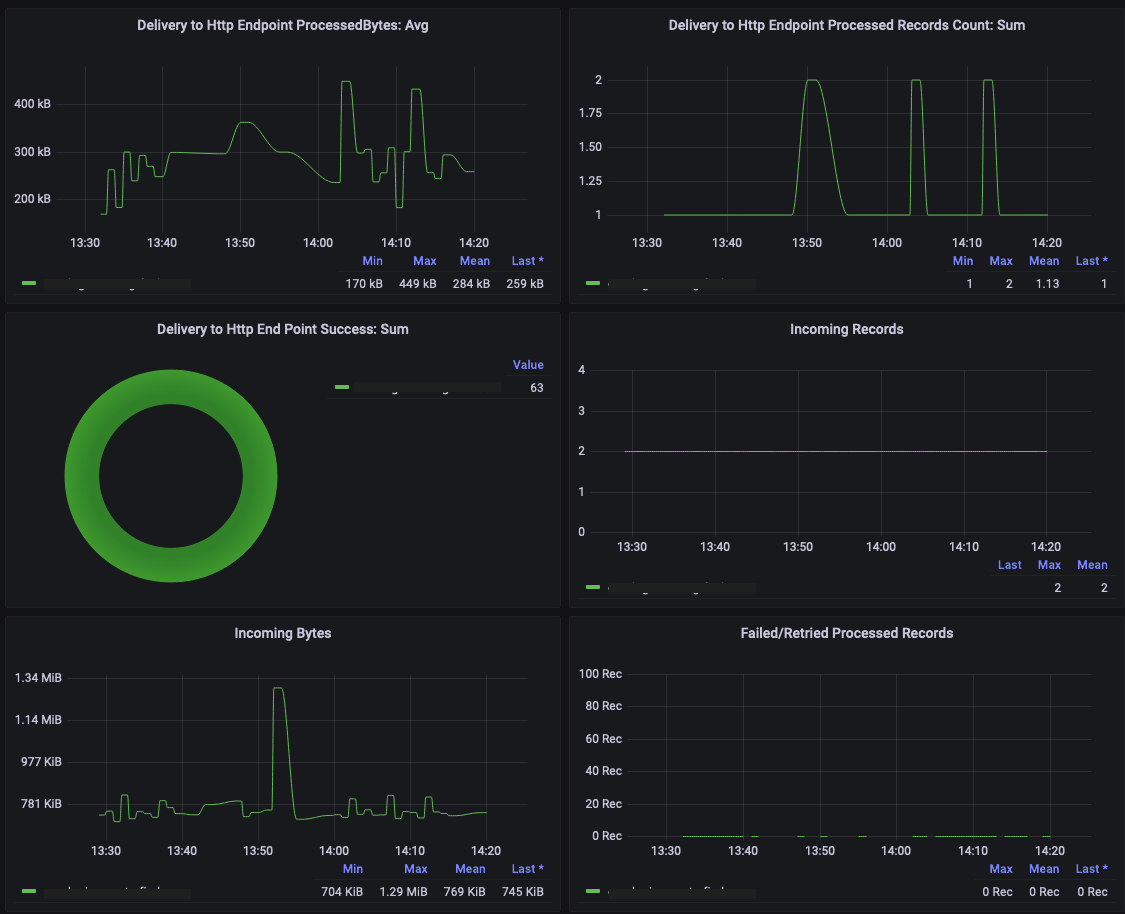 Delivery to Http Endpoint ProcessedBytes: Avg
400 kB
300 kB
200 kB
13:30 13:40 13:50 14:00 14:10 14:20
Min Max Mean Last *
170 kB 449 kB 284 kB 259 kB
Delivery to Http Endpoint Processed Records Count: Sum
2
1.75
1.50
1.25
1
13:30 13:40 13:50 14:00 14:10 14:20
Min Max Mean Last *
1 2 1.13 1
Delivery to Http End Point Success: Sum
Value
63
Incoming Records
4
3
2
1
0
13:30 13:40 13:50 14:00 14:10 14:20
Last Max Mean
2 2
Incoming Bytes
1.34 MiB
1.14 MiB
977 KiB
781 KiB
13:30 13:40 13:50 14:00 14:10 14:20
Min Max Mean Last *
704 KiB 1.29 MiB 769 KiB 745 KiB
Failed/Retried Processed Records
100 Rec
80 Rec
60 Rec
40 Rec
20 Rec
0 Rec
13:30 13:40 13:50 14:00 14:10 14:20
Max Mean Last *
0 Rec 0 Rec 0 Rec